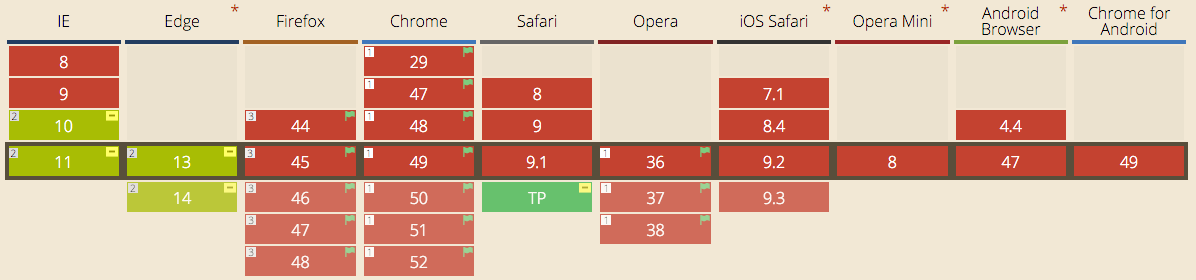 IE Edge * Firefox Chrome Safari Opera iOS Safari * Opera Mini * Android Browser * Chrome for Android
8 1 29
9 1 47 8 7.1
2 10 3 44 1 48 9 8.4 4.4
2 11 2 13 3 45 1 49 9.1 1 36 9.2 8 47 49
2 14 3 46 1 50 TP 1 37 9.3
3 47 1 51 1 38
3 48 1 52